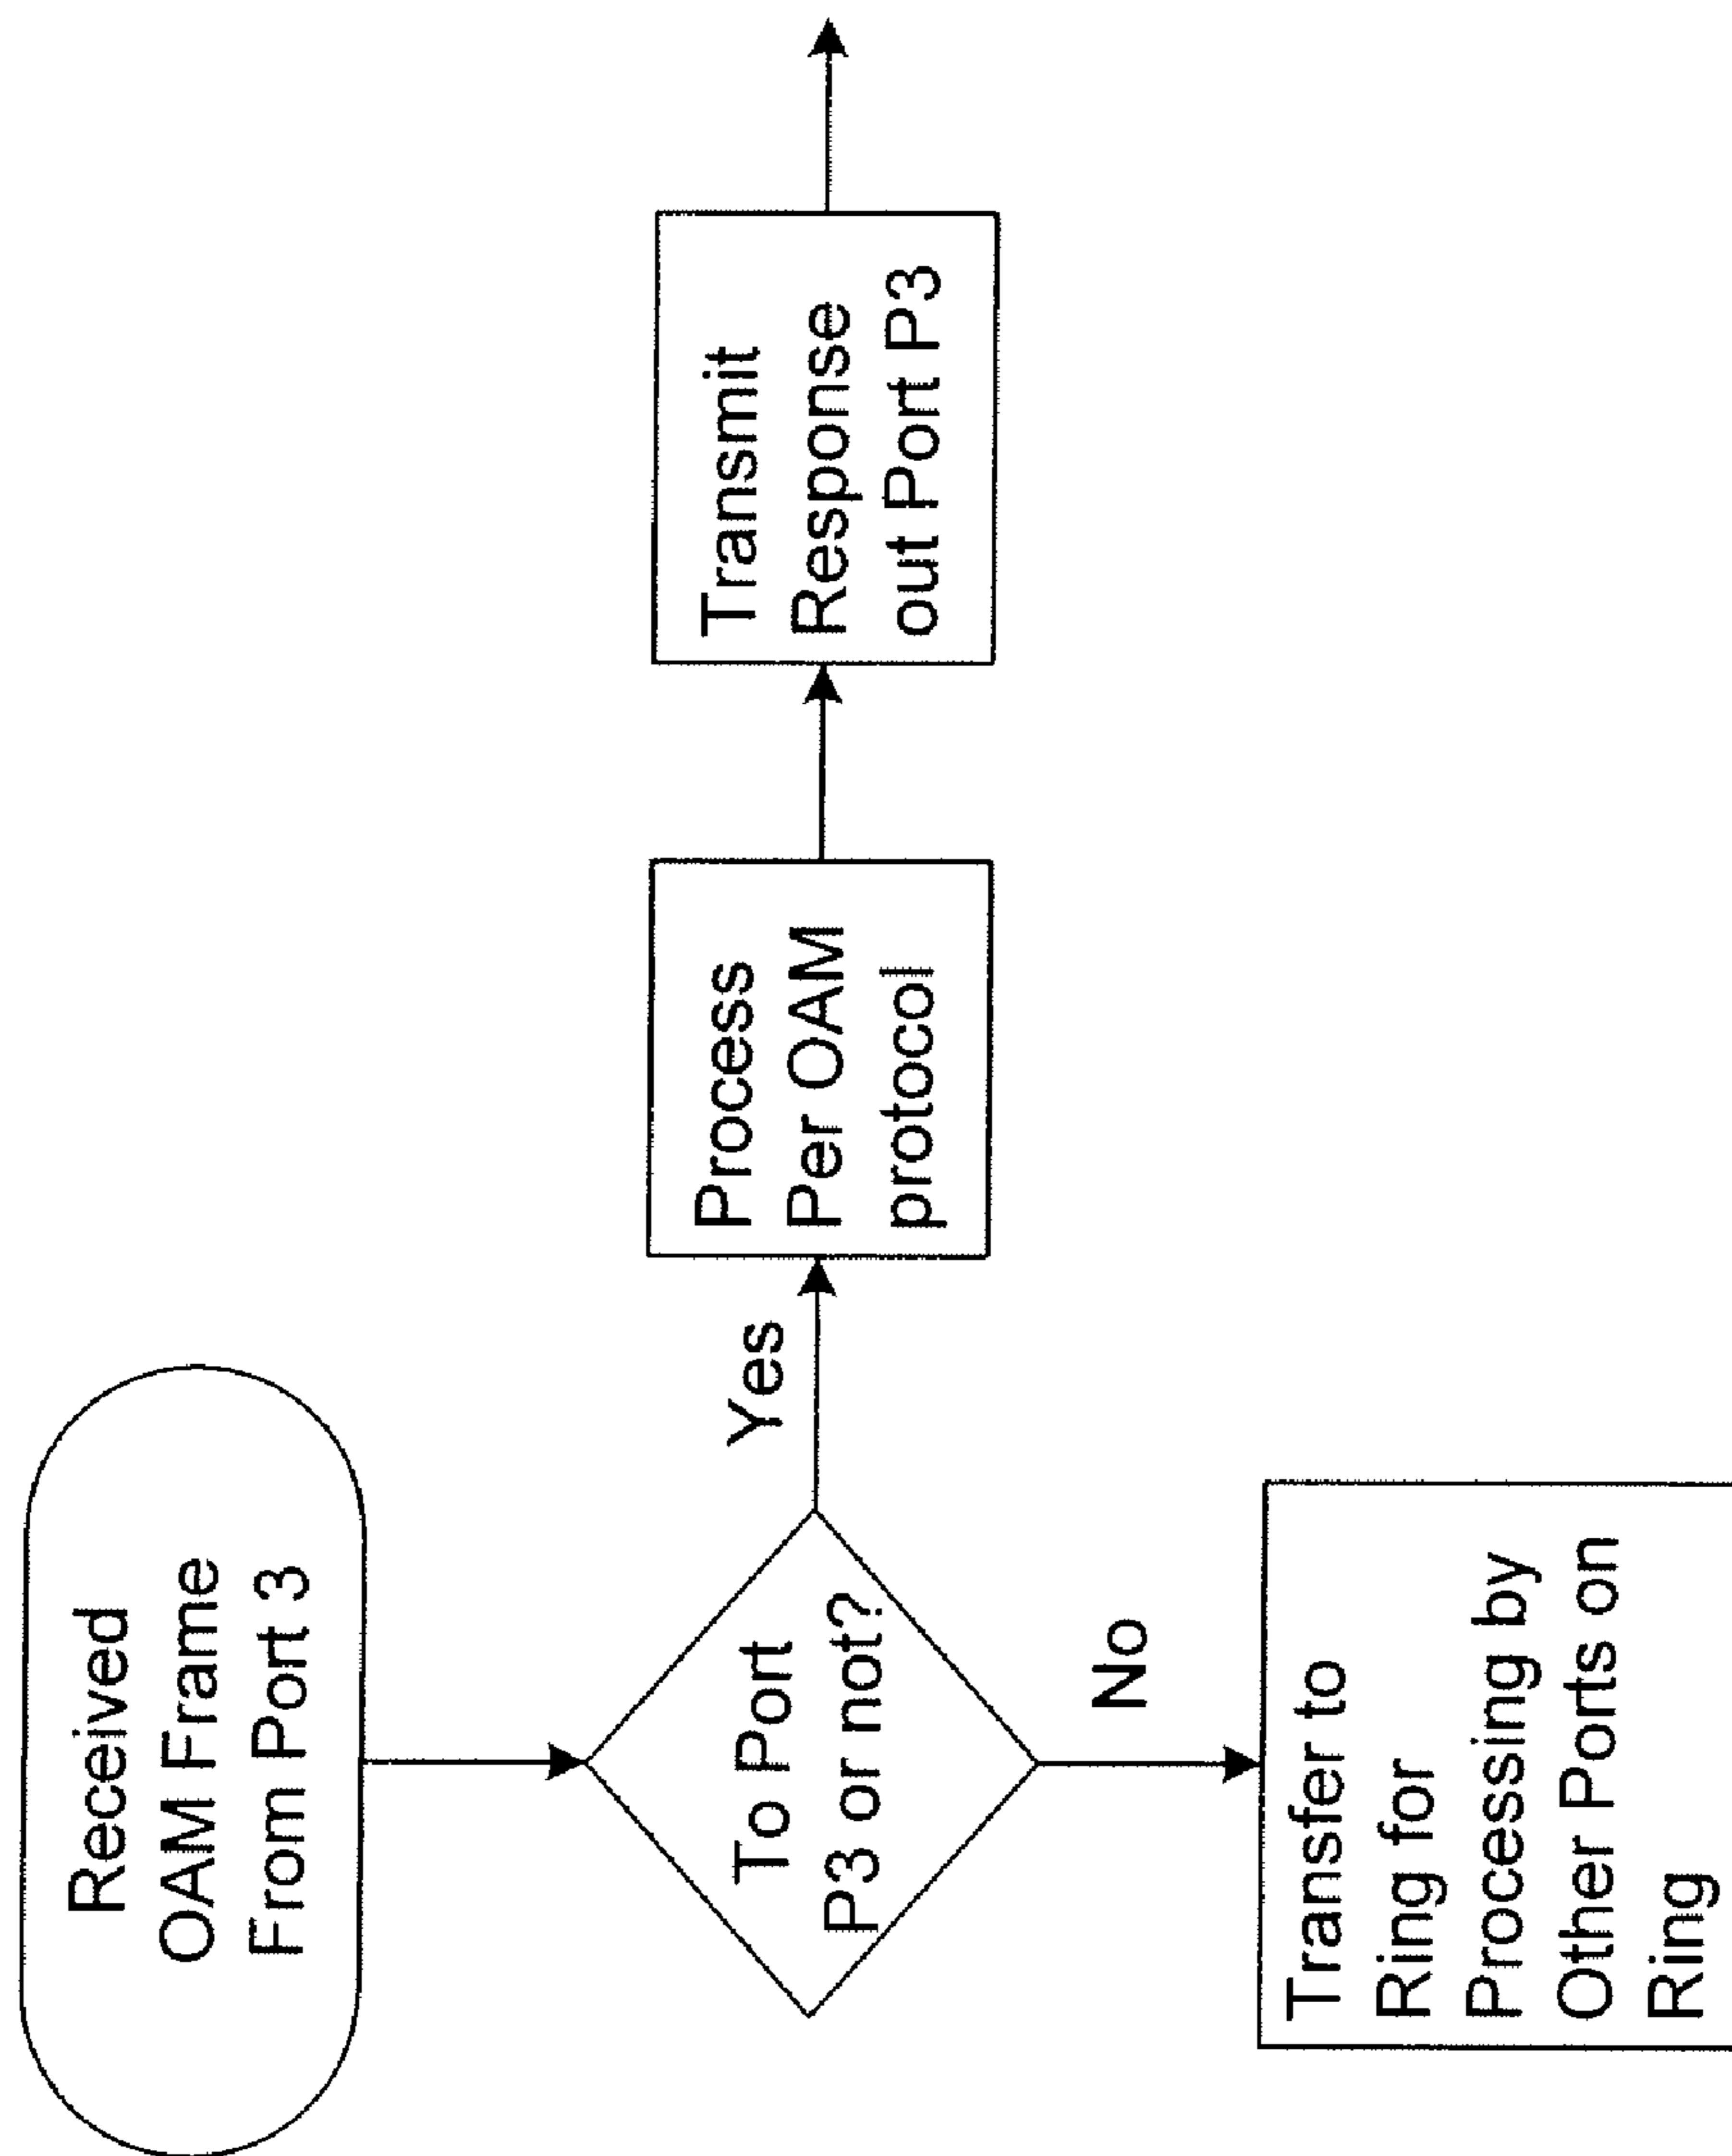 Received
OAM Frame
From Port 3
To Port
P3 or not?
Yes
Process
Per OAM
protocol
Transmit
Response
out Port P3
No
Transfer to
Ring for
Processing by
Other Ports on
Ring